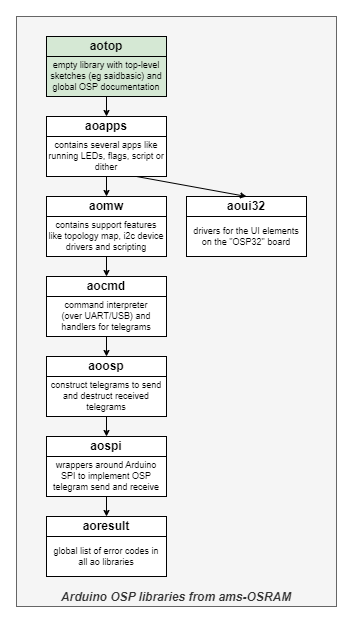 aotop
empty library with top-level
sketches (eg saidbasic) and
global OSP documentation
aoapps
contains several apps like
running LEDs, flags, script or
dither
aomw
contains support features
like topology map, i2c device
drivers and scripting
aoui32
drivers for the UI elements
on the "OSP32" board
aocmd
command interpreter
(over UART/USB) and
handlers for telegrams
aoosp
construct telegrams to send
and destruct received
telegrams
aospi
wrappers around Arduino
SPI to implement OSP
telegram send and receive
aoresult
global list of error codes in
all ao libraries
Arduino OSP libraries from ams-OSRAM